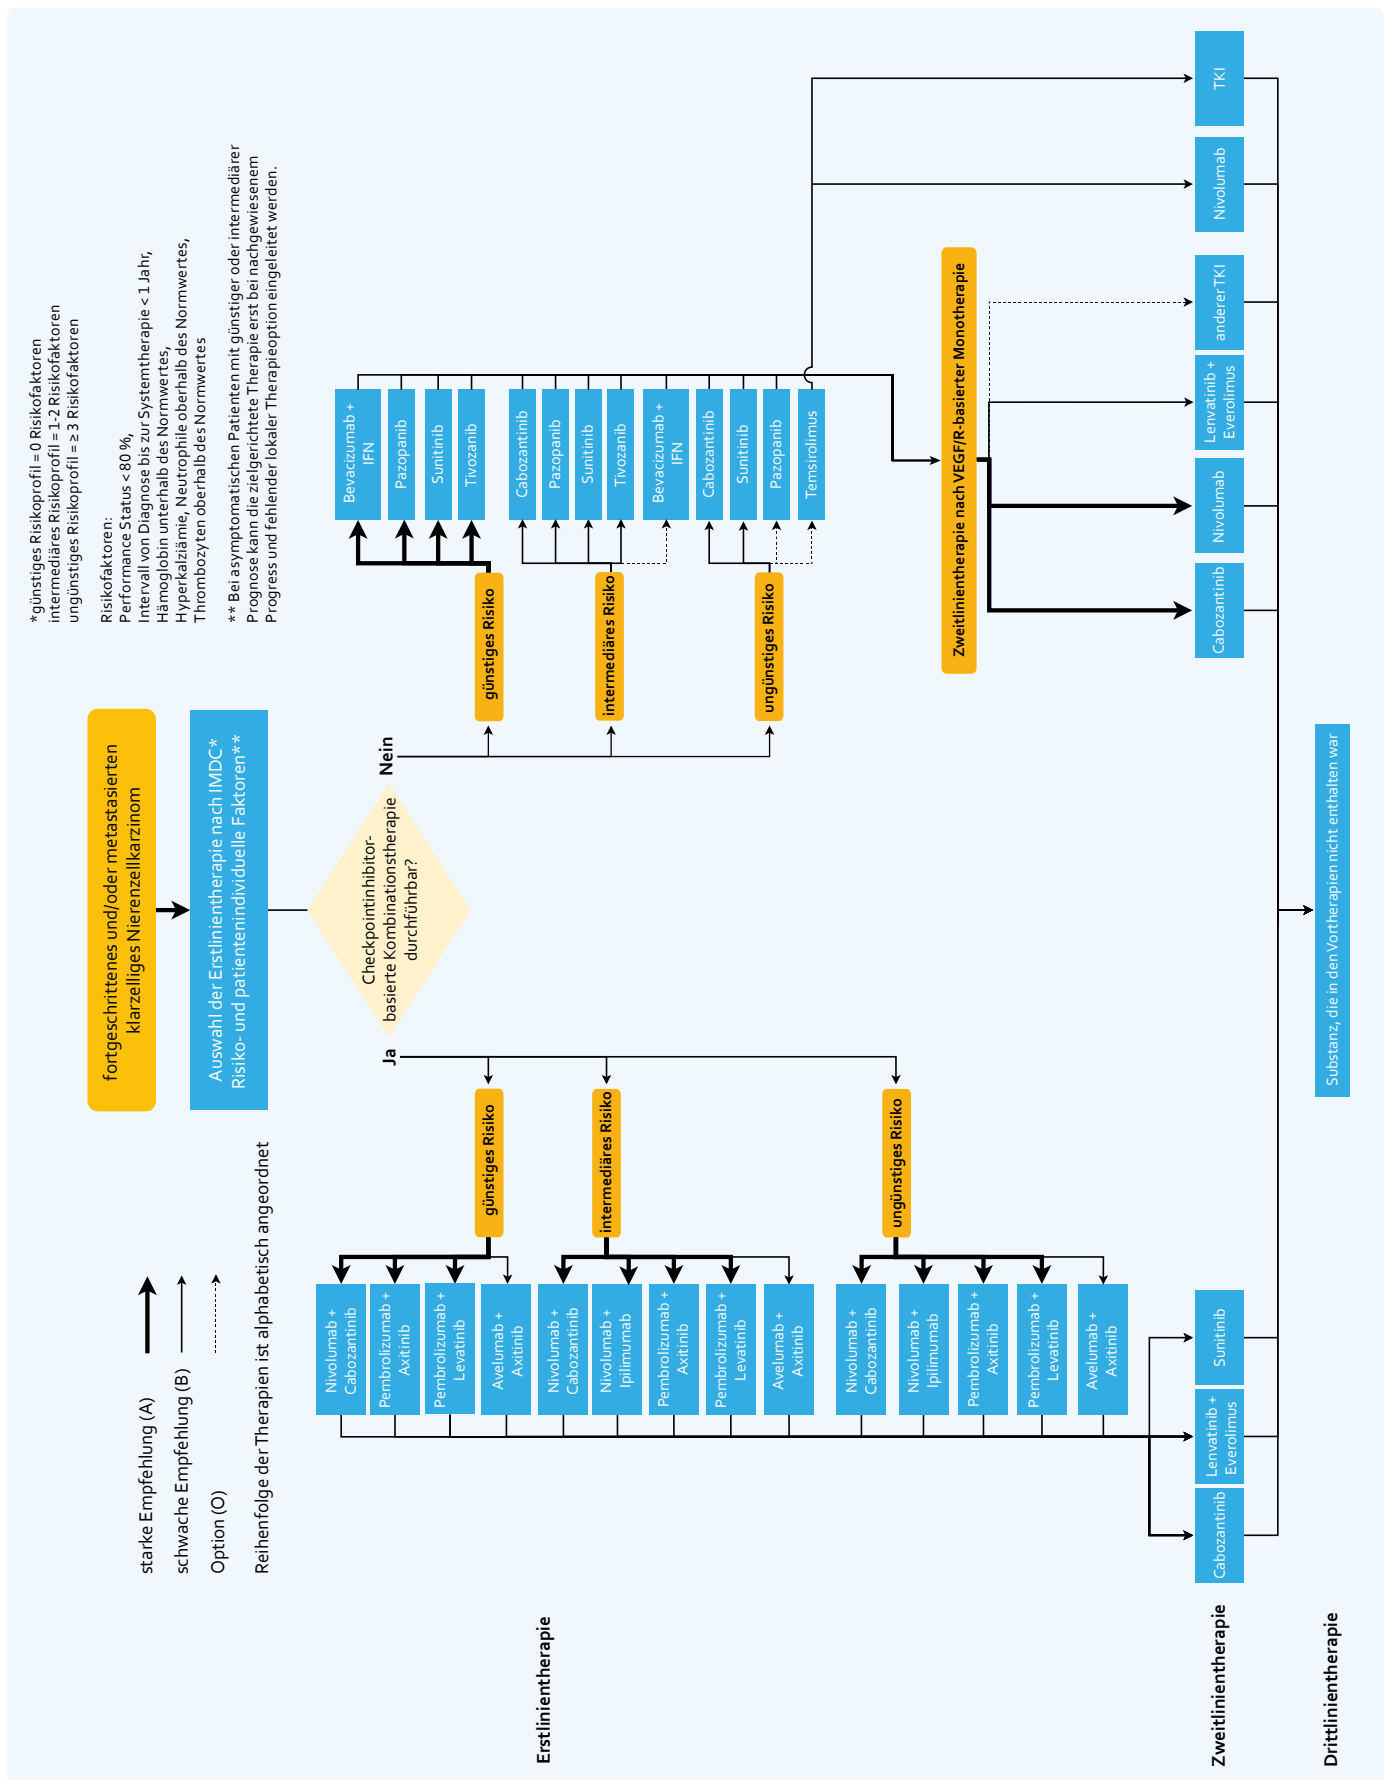 fortgeschrittenes und/oder metastasierten
klarzelliges Nierenzellkarzinom
Auswahl der Erstlinientherapie nach IMDC*
Risiko- und patientenindividuelle Faktoren**
starke Empfehlung (A)
schwache Empfehlung (B)
Option (O)
Reihenfolge der Therapien ist alphabetisch angeordnet
*günstiges Risikoprofil = 0 Risikofaktoren
intermediäres Risikoprofil = 1-2 Risikofaktoren
ungünstiges Risikoprofil = ≥ 3 Risikofaktoren
Risikofaktoren:
Performance Status < 80 %,
Intervall von Diagnose bis zur Systemtherapie < 1 Jahr,
Hämoglobin unterhalb des Normwertes,
Hyperkalziämie, Neutrophile oberhalb des Normwertes,
Thrombozyten oberhalb des Normwertes
** Bei asymptomatischen Patienten mit günstiger oder intermediärer
Prognose kann die zielgerichtete Therapie erst bei nachgewiesenem
Progress und fehlender lokaler Therapieoption eingeleitet werden.
Checkpointinhibitor-
basierte Kombinationstherapie
durchführbar?
Ja
Nein
Erstlinientherapie
günstiges Risiko
Nivolumab +
Cabozantinib
Pembrolizumab +
Axitinib
Pembrolizumab +
Levatinib
Avelumab +
Axitinib
intermediäres Risiko
Nivolumab +
Cabozantinib
Nivolumab +
Ipilimumab
Pembrolizumab +
Axitinib
Pembrolizumab +
Levatinib
Avelumab +
Axitinib
ungünstiges Risiko
Nivolumab +
Cabozantinib
Nivolumab +
Ipilimumab
Pembrolizumab +
Axitinib
Pembrolizumab +
Levatinib
Avelumab +
Axitinib
günstiges Risiko
Bevacizumab +
IFN
Pazopanib
Sunitinib
Tivozanib
intermediäres Risiko
Cabozantinib
Pazopanib
Sunitinib
Tivozanib
Bevacizumab +
IFN
ungünstiges Risiko
Cabozantinib
Sunitinib
Pazopanib
Temsirolimus
Zweitlinientherapie nach VEGF/R-basierter Monotherapie
Zweitlinientherapie
Cabozantinib
Lenvatinib +
Everolimus
Sunitinib
Cabozantinib
Nivolumab
Lenvatinib +
Everolimus
anderer TKI
Nivolumab
TKI
Drittlinientherapie
Substanz, die in den Vortherapien nicht enthalten war